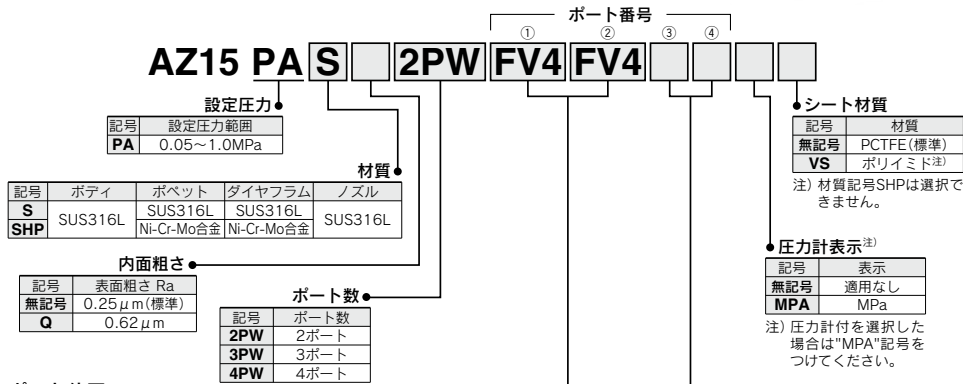 ポート番号
① ② ③ ④
AZ15 PA S 2PW FV4 FV4
設定圧力
記号 設定圧力範囲
PA 0.05～1.0MPa
材質
記号 ボディ ポペット ダイヤフラム ノズル
S SUS316L SUS316L SUS316L SUS316L
SHP Ni-Cr-Mo合金 Ni-Cr-Mo合金
内面粗さ
記号 表面粗さ Ra
無記号 0.25μm(標準)
Q 0.62μm
ポート数
記号 ポート数
2PW 2ポート
3PW 3ポート
4PW 4ポート
シート材質
記号 材質
無記号 PCTFE(標準)
VS ポリイミド注)
注) 材質記号SHPは選択で
きません。
圧力計表示注)
記号 表示
無記号 適用なし
MPA MPa
注) 圧力計付を選択した
場合は"MPA"記号を
つけてください。